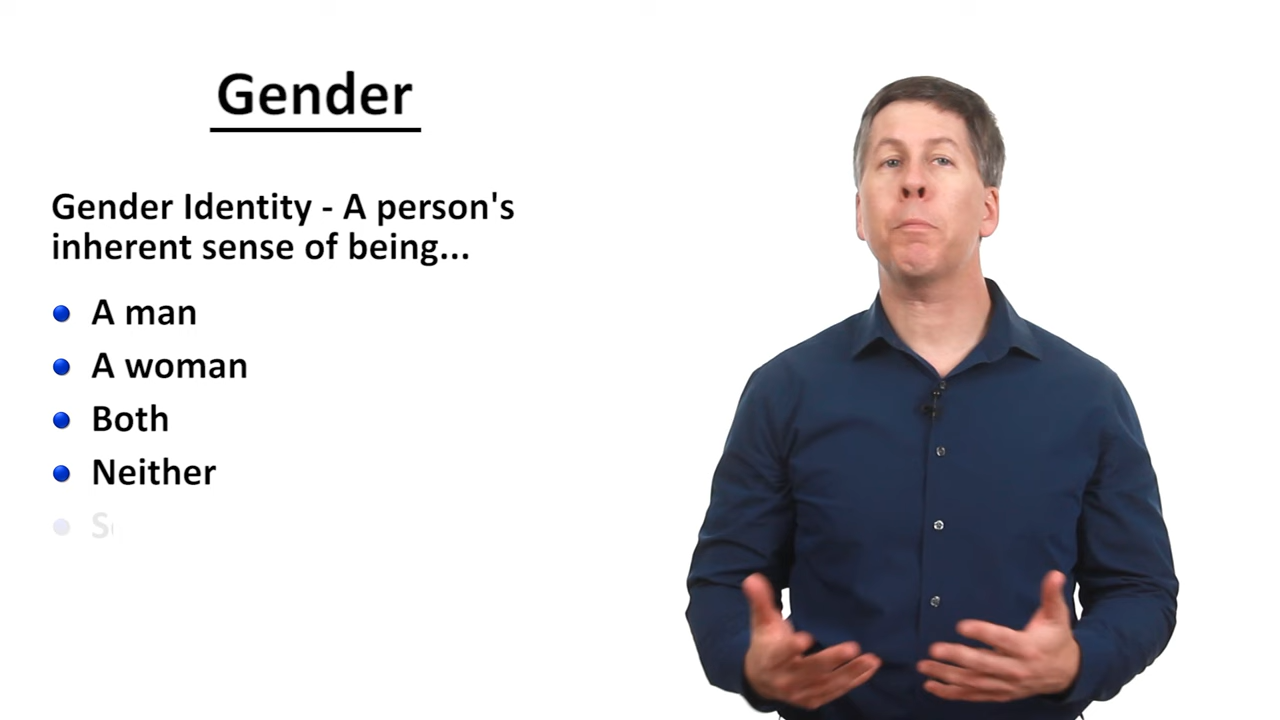 Gender
Gender Identity - A person's
inherent sense of being...
A man
A woman
Both
Neither